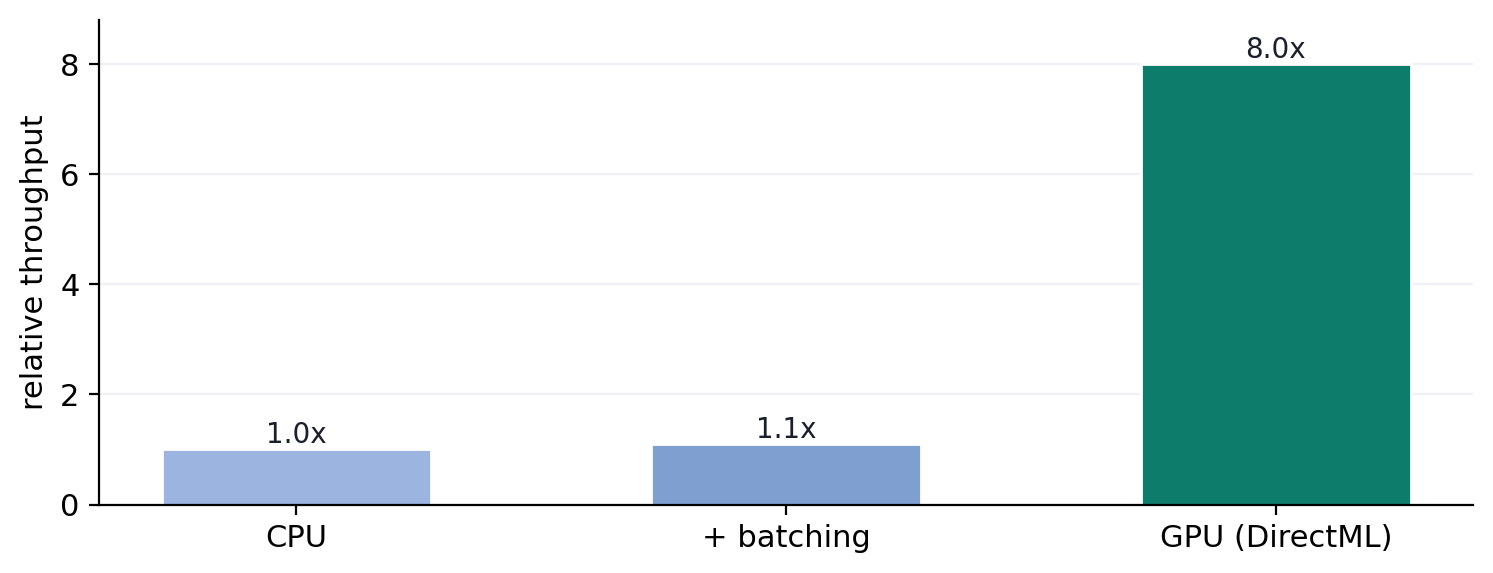 relative throughput
8
6
4
2
0
1.0x
1.1x
8.0x
CPU
+ batching
GPU (DirectML)